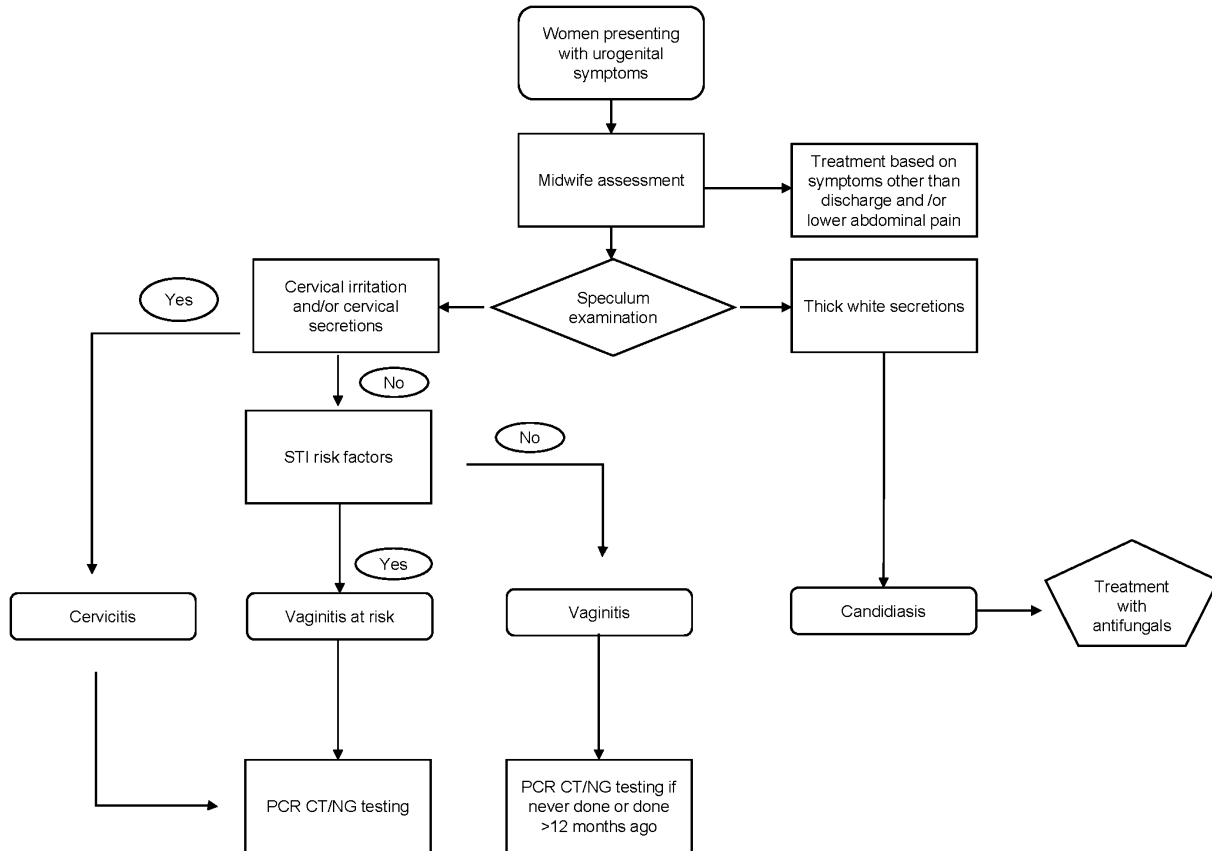 Women presenting
with urogenital
symptoms
Midwife assessment
Treatment based on
symptoms other than
discharge and /or
lower abdominal pain
Yes
Cervical irritation
and/or cervical
secretions
Speculum
examination
Thick white secretions
No
STI risk factors
No
Yes
Cervicitis
Vaginitis at risk
Vaginitis
Candidiasis
Treatment
with
antifungals
PCR CT/NG testing
PCR CT/NG testing if
never done or done
>12 months ago